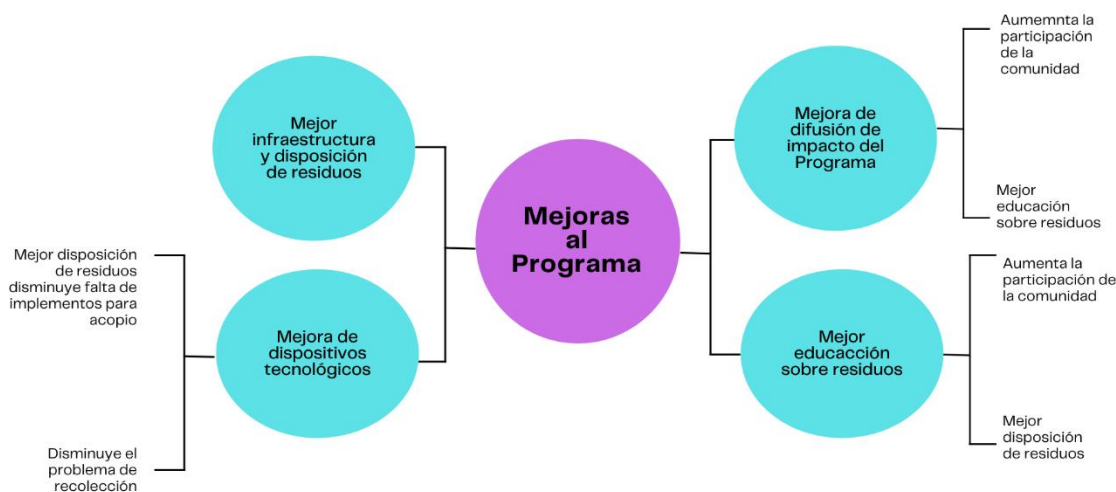 Mejor
infraestructura
y disposición
de residuos
Mejor disposición
de residuos
disminuye falta de
implementos para
acopio
Mejora de
dispositivos
tecnológicos
Disminuye el
problema de
recolección
Mejoras
al
Programa
Mejora de
difusión de
impacto del
Programa
Aumemnta la
participación
de la
comunidad
Mejor
educación
sobre residuos
Mejor
educacción
sobre residuos
Aumenta la
participación de
la comunidad
Mejor
disposición
de residuos